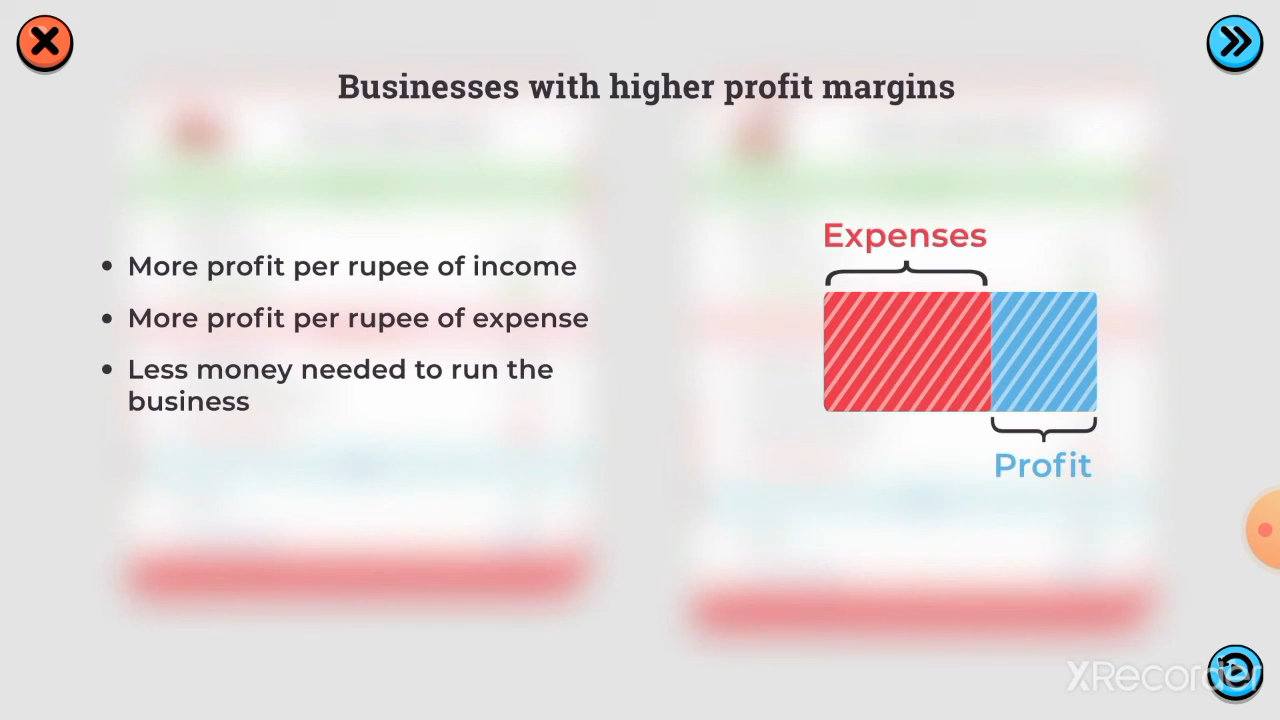 Businesses with higher profit margins
• More profit per rupee of income
• More profit per rupee of expense
• Less money needed to run the
business
Expenses
Profit
XRecorder